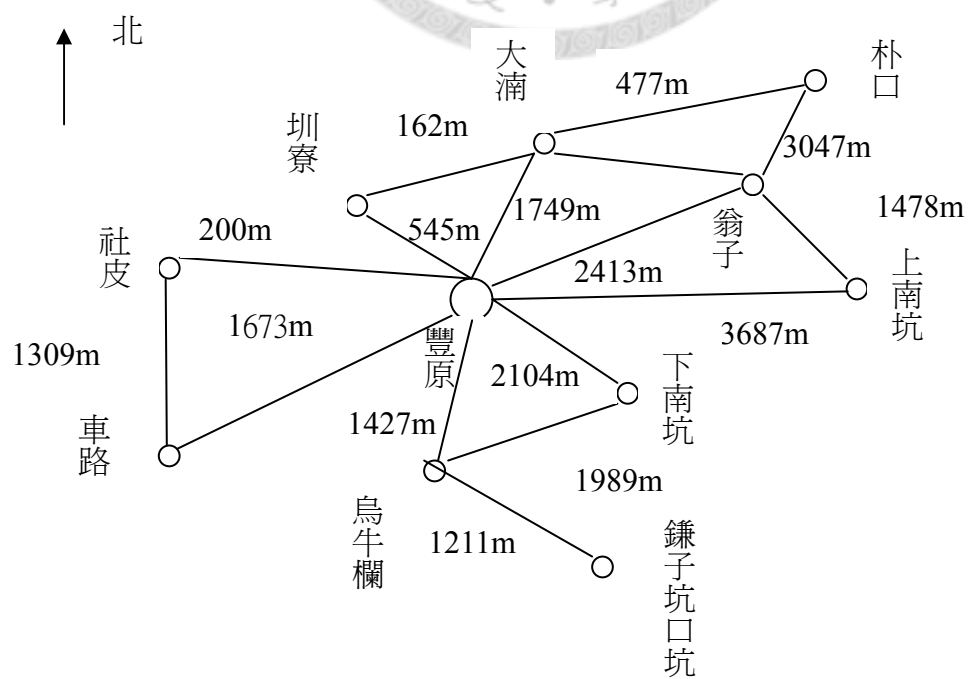 北
大湳
朴口
477m
圳寮
162m
3047m
1478m
社皮
200m
545m
1749m
翁子
上南坑
2413m
1309m
1673m
豐原
3687m
2104m
下南坑
車路
1427m
烏牛欄
1989m
1211m
鎌子坑口坑